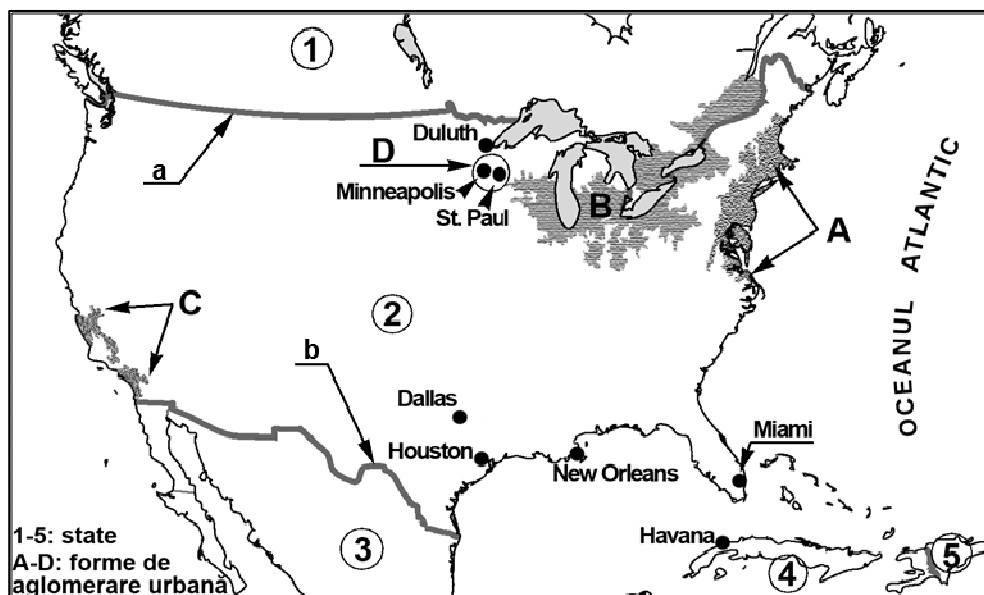 1
Duluth
a
D
Minneapolis
St. Paul
B
A
C
2
b
OCEANUL ATLANTIC
Dallas
Houston
New Orleans
Miami
Havana
3
4
5
1-5: state
A-D: forme de
aglomerare urbană